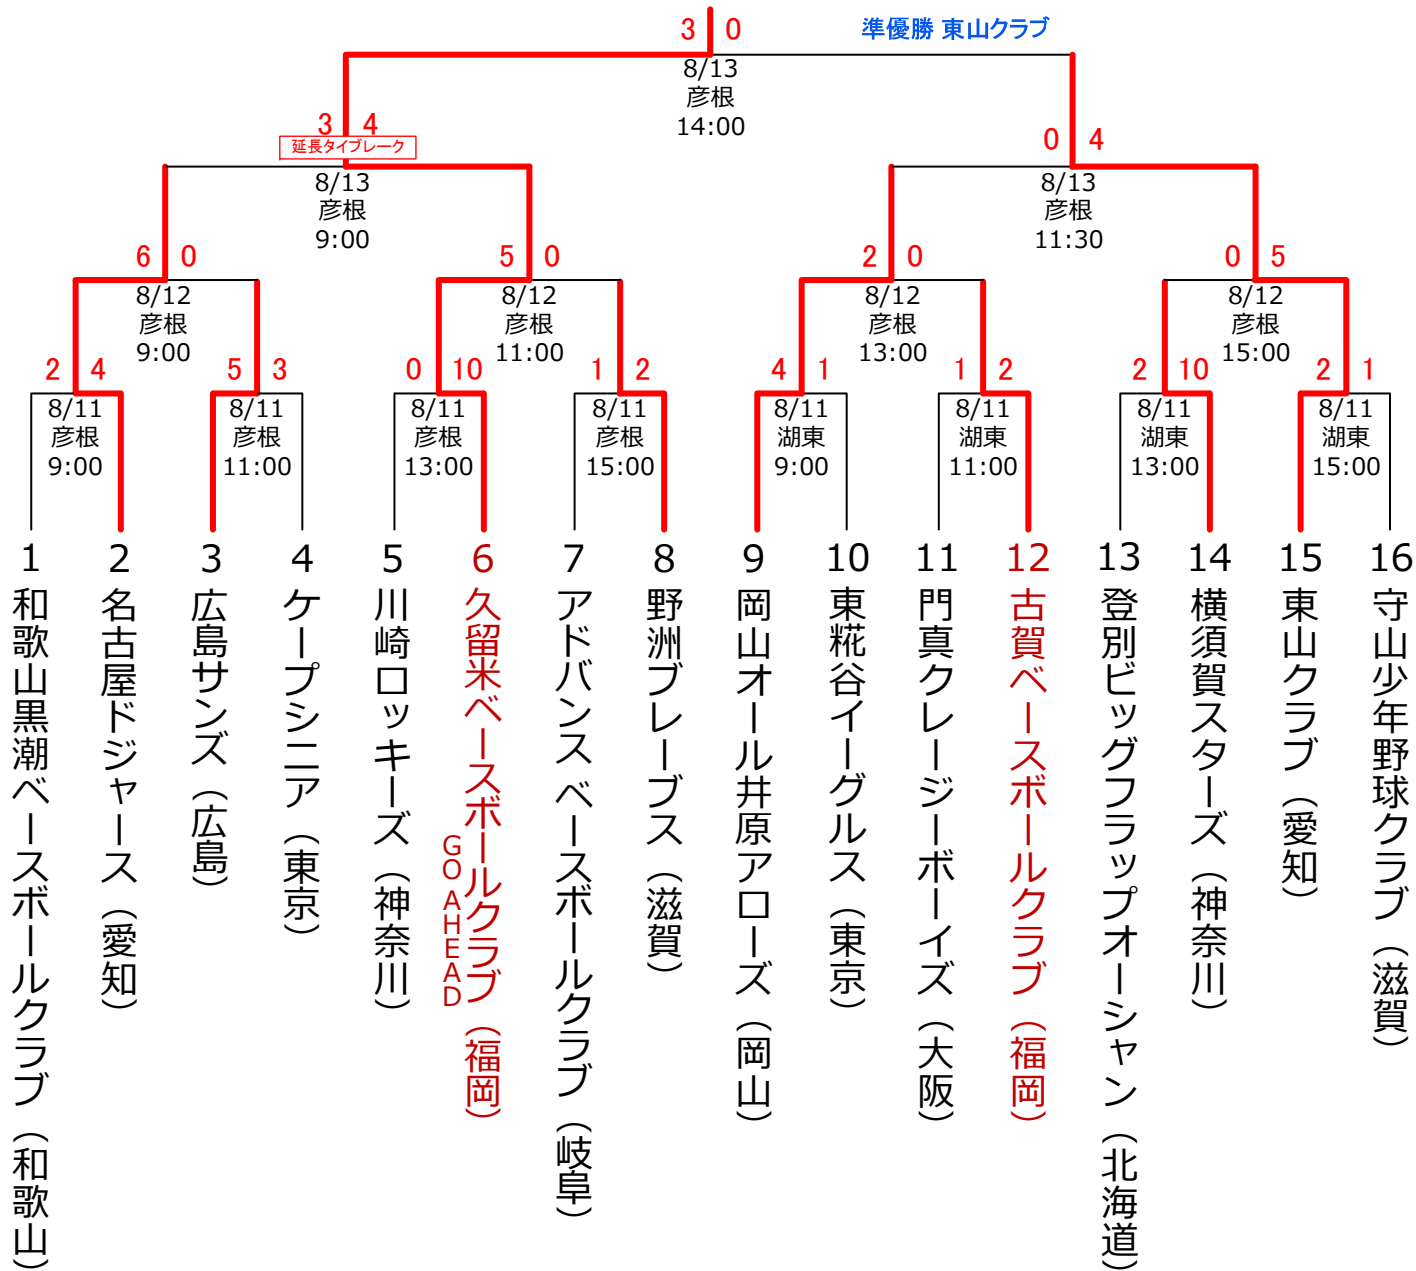 3 0
準優勝 東山クラブ
8/13
彦根
14:00
3 4
延長タイブレーク
8/13
彦根
9:00
0 4
8/13
彦根
11:30
6 0
8/12
彦根
9:00
5 0
8/12
彦根
11:00
2 0
8/12
彦根
13:00
0 5
8/12
彦根
15:00
2 4
8/11
彦根
9:00
5 3
8/11
彦根
11:00
0 10
8/11
彦根
13:00
1 2
8/11
彦根
15:00
4 1
8/11
湖東
9:00
1 2
8/11
湖東
11:00
2 10
8/11
湖東
13:00
2 1
8/11
湖東
15:00
1
和歌山黒潮ベースボールクラブ（和歌山）
2
名古屋ドジャース（愛知）
3
広島サンズ（広島）
4
ケープシニア（東京）
5
川崎ロッキーズ（神奈川）
6
久留米ベースボールクラブ（福岡）
GO AHEAD
7
アドバンス ベースボールクラブ（岐阜）
8
野洲ブレーブス（滋賀）
9
岡山オール井原アローズ（岡山）
10
東糀谷イーグルス（東京）
11
門真クレージーボーイズ（大阪）
12
古賀ベースボールクラブ（福岡）
13
登別ビッグフラップオーシャン（北海道）
14
横須賀スターズ（神奈川）
15
東山クラブ（愛知）
16
守山少年野球クラブ（滋賀）